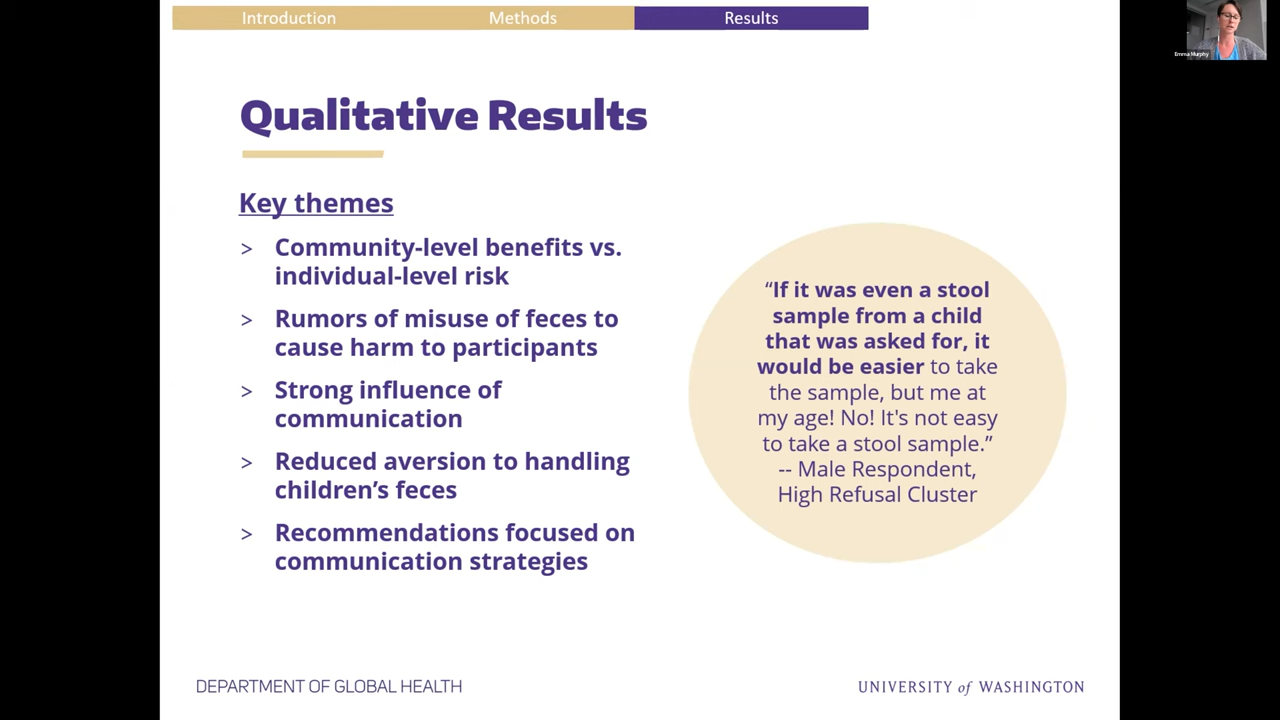 Introduction
Methods
Results
Emma Murphy
Qualitative Results
Key themes
> Community-level benefits vs.
individual-level risk
> Rumors of misuse of feces to
cause harm to participants
> Strong influence of
communication
> Reduced aversion to handling
children’s feces
> Recommendations focused on
communication strategies
“If it was even a stool
sample from a child
that was asked for, it
would be easier to take
the sample, but me at
my age! No! It's not easy
to take a stool sample.”
-- Male Respondent,
High Refusal Cluster
DEPARTMENT OF GLOBAL HEALTH
UNIVERSITY of WASHINGTON